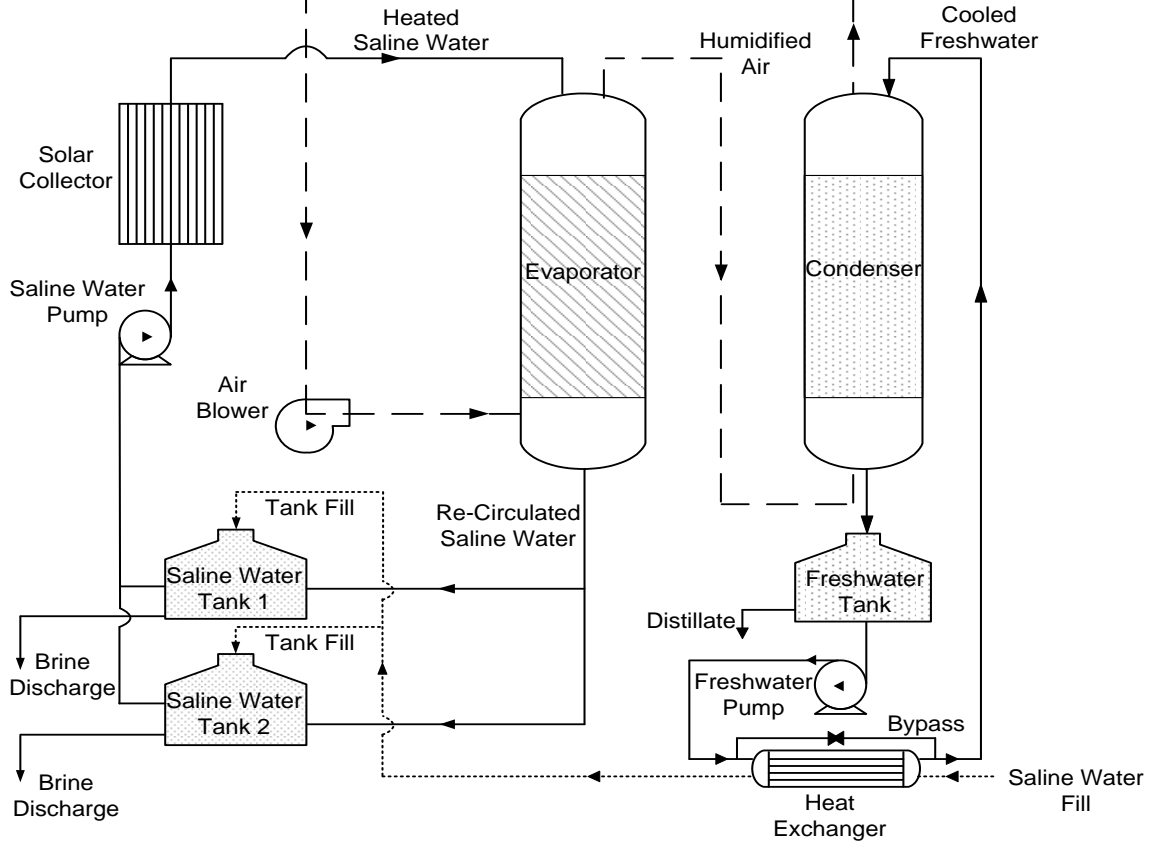 Heated
Saline Water
Cooled
Freshwater
Humidified
Air
Solar
Collector
Evaporator
Condenser
Saline Water
Pump
Air
Blower
Tank Fill
Re-Circulated
Saline Water
Saline Water
Tank 1
Freshwater
Tank
Distillate
Tank Fill
Brine
Discharge
Saline Water
Tank 2
Freshwater
Pump
Bypass
Brine
Discharge
Heat
Exchanger
Saline Water
Fill